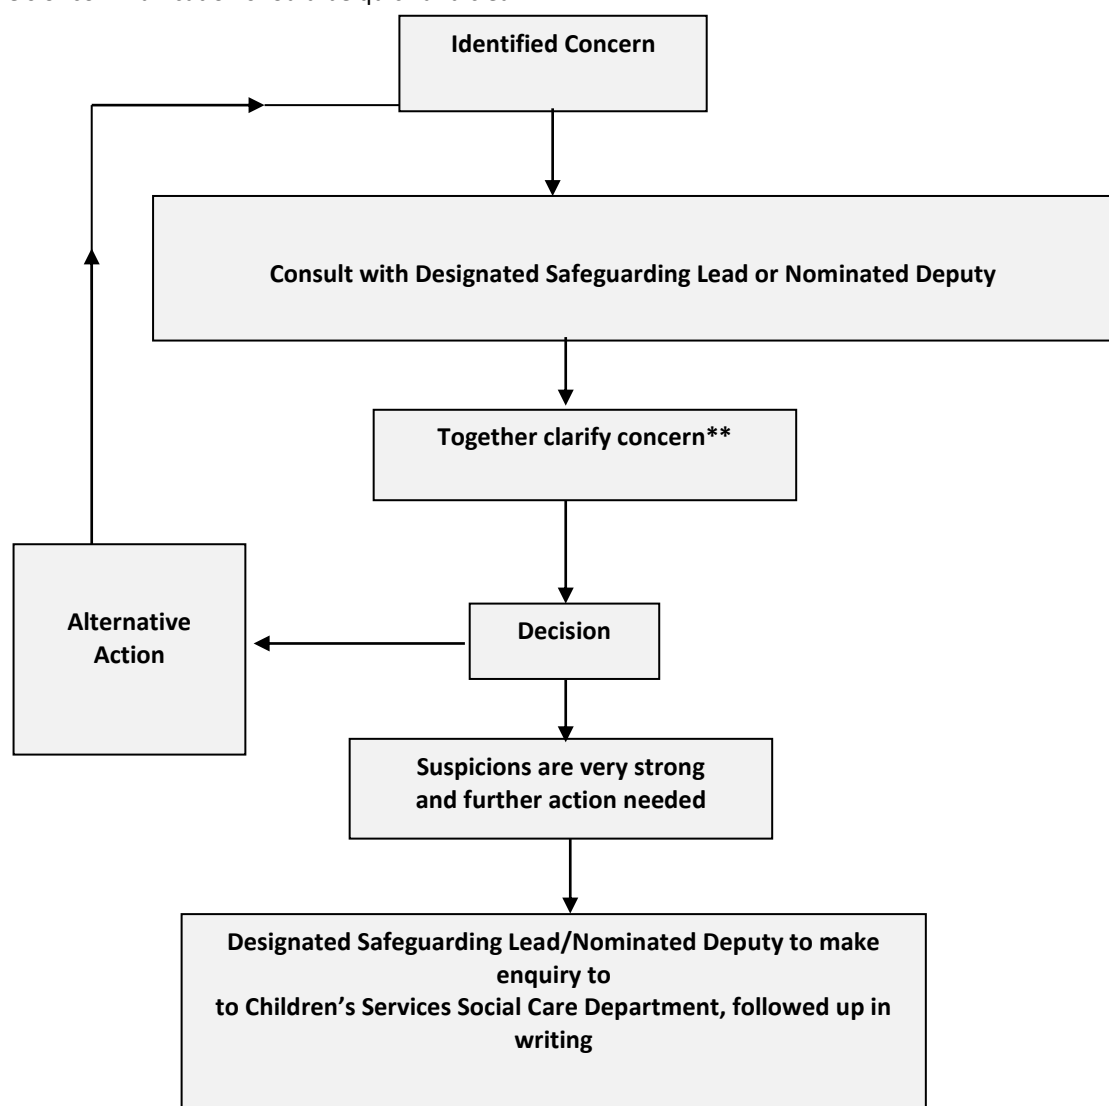 Identified Concern
Consult with Designated Safeguarding Lead or Nominated Deputy
Together clarify concern**
Decision
Alternative
Action
Suspicions are very strong
and further action needed
Designated Safeguarding Lead/Nominated Deputy to make
enquiry to
to Children’s Services Social Care Department, followed up in
writing